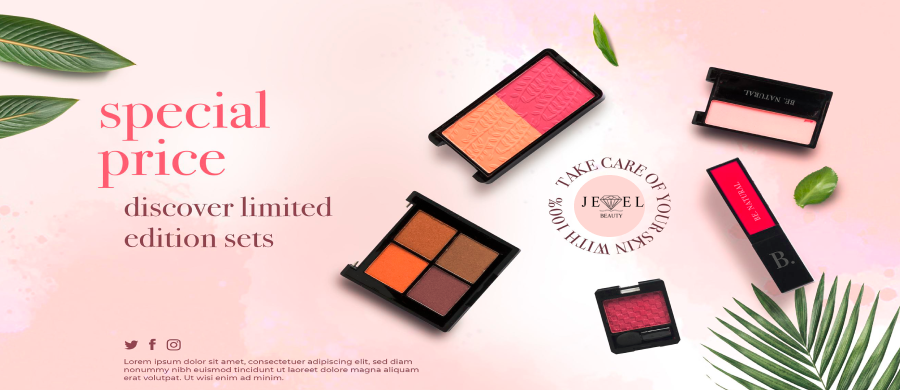 special
price
discover limited
edition sets
TAKE CARE OF YOUR SKIN WITH 100%
JEWEL
BEAUTY
BE. NATURAL
BE. NATURAL
B.
Lorem ipsum dolor sit amet, consectetuer adipiscing elit, sed diam
nonummy nibh euismod tincidunt ut laoreet dolore magna aliquam
erat volutpat. Ut wisi enim ad minim.